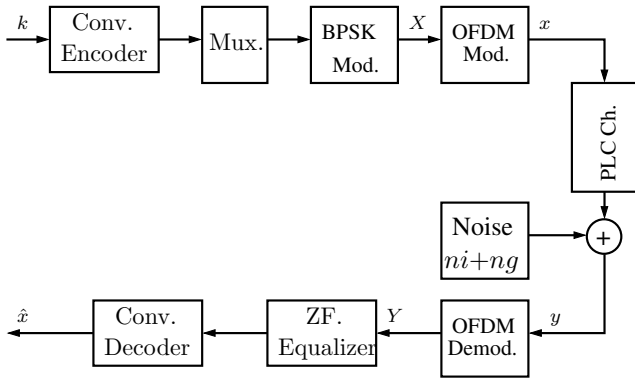 k
Conv.
Encoder
Mux.
BPSK
Mod.
X
OFDM
Mod.
x
PLC Ch.
Noise
ni+ng
+
y
OFDM
Demod.
Y
ZF.
Equalizer
Conv.
Decoder
x̂